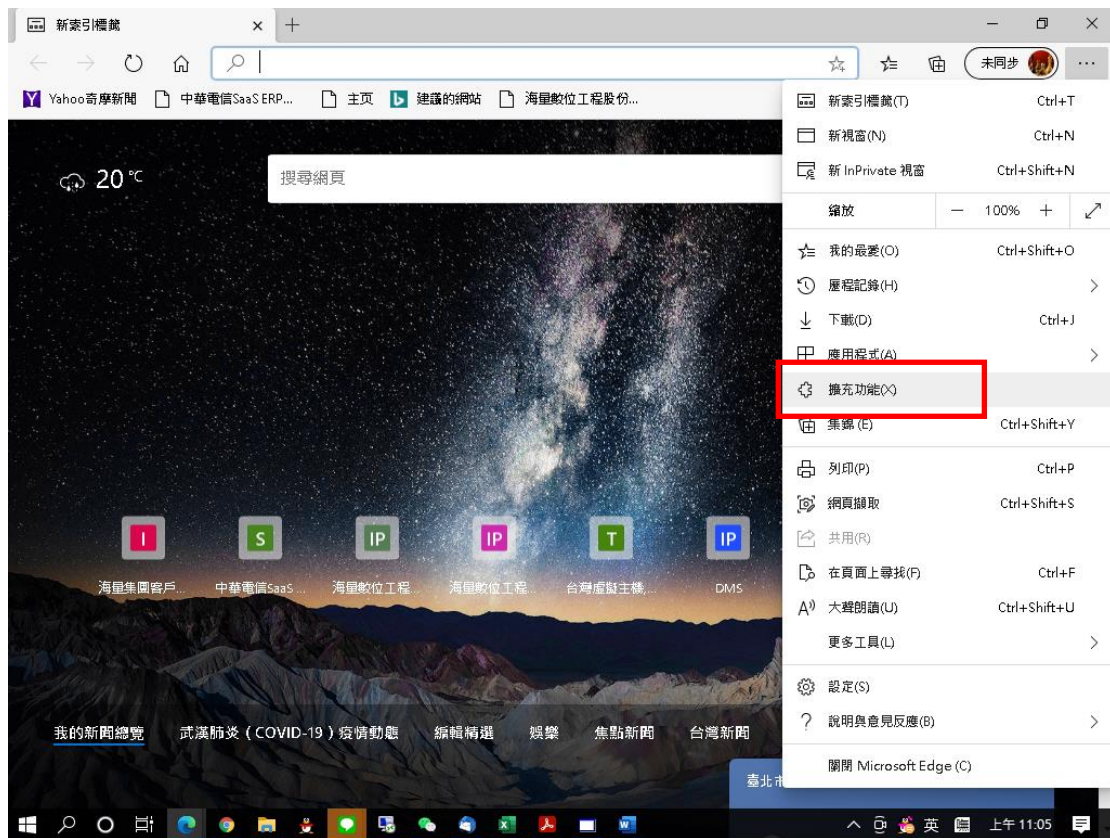 新索引標籤
未同步
Yahoo奇摩新聞 中華電信SaaS ERP... 主页 建議的網站 海量數位工程股份...
20 °C
搜尋網頁
新索引標籤(T) Ctrl+T
新視窗(N) Ctrl+N
新 InPrivate 視窗 Ctrl+Shift+N
縮放 — 100% +
我的最愛(O) Ctrl+Shift+O
歷程記錄(H)
下載(D) Ctrl+J
應用程式(A)
擴充功能(X)
集錦 (E) Ctrl+Shift+Y
列印(P) Ctrl+P
網頁擷取 Ctrl+Shift+S
共用(R)
在頁面上尋找(F) Ctrl+F
大聲朗讀(U) Ctrl+Shift+U
更多工具(L)
設定(S)
說明與意見反應(B)
關閉 Microsoft Edge (C)
I S IP IP T IP
海量集團客戶... 中華電信SaaS ... 海量數位工程... 海量數位工程... 台灣虛擬主機,... DMS
我的新聞總覽 武漢肺炎（COVID-19）疫情動態 編輯精選 娛樂 焦點新聞 台灣新聞
臺北市
英 上午 11:05